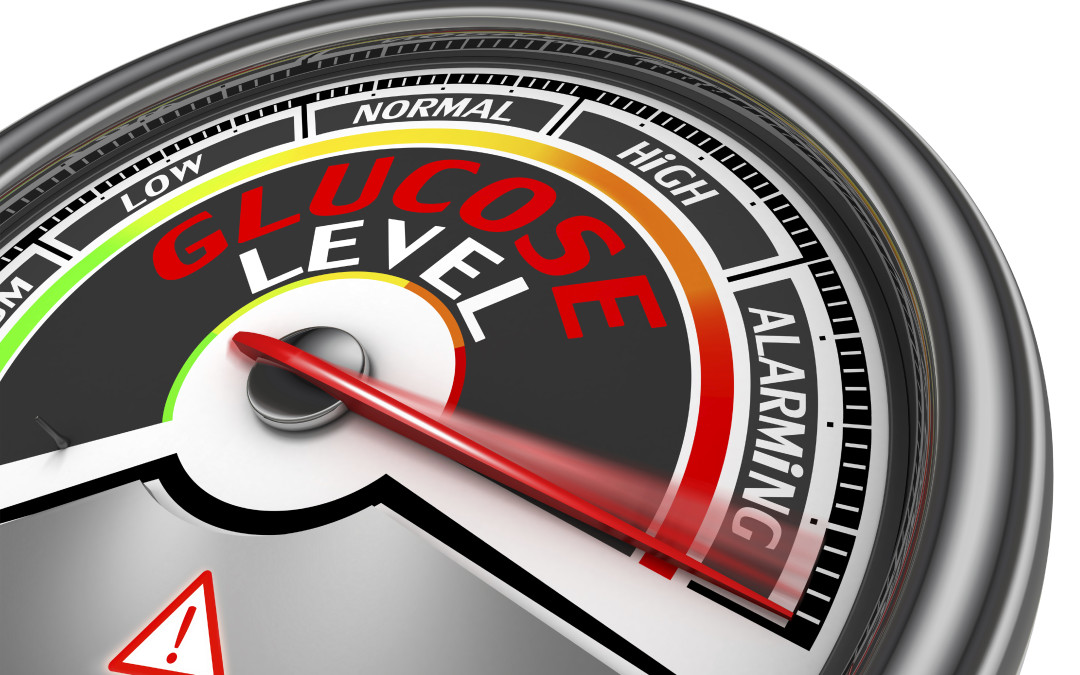 LOW
NORMAL
HiGH
ALARMiNG
GLUCOSE
LEVEL
!